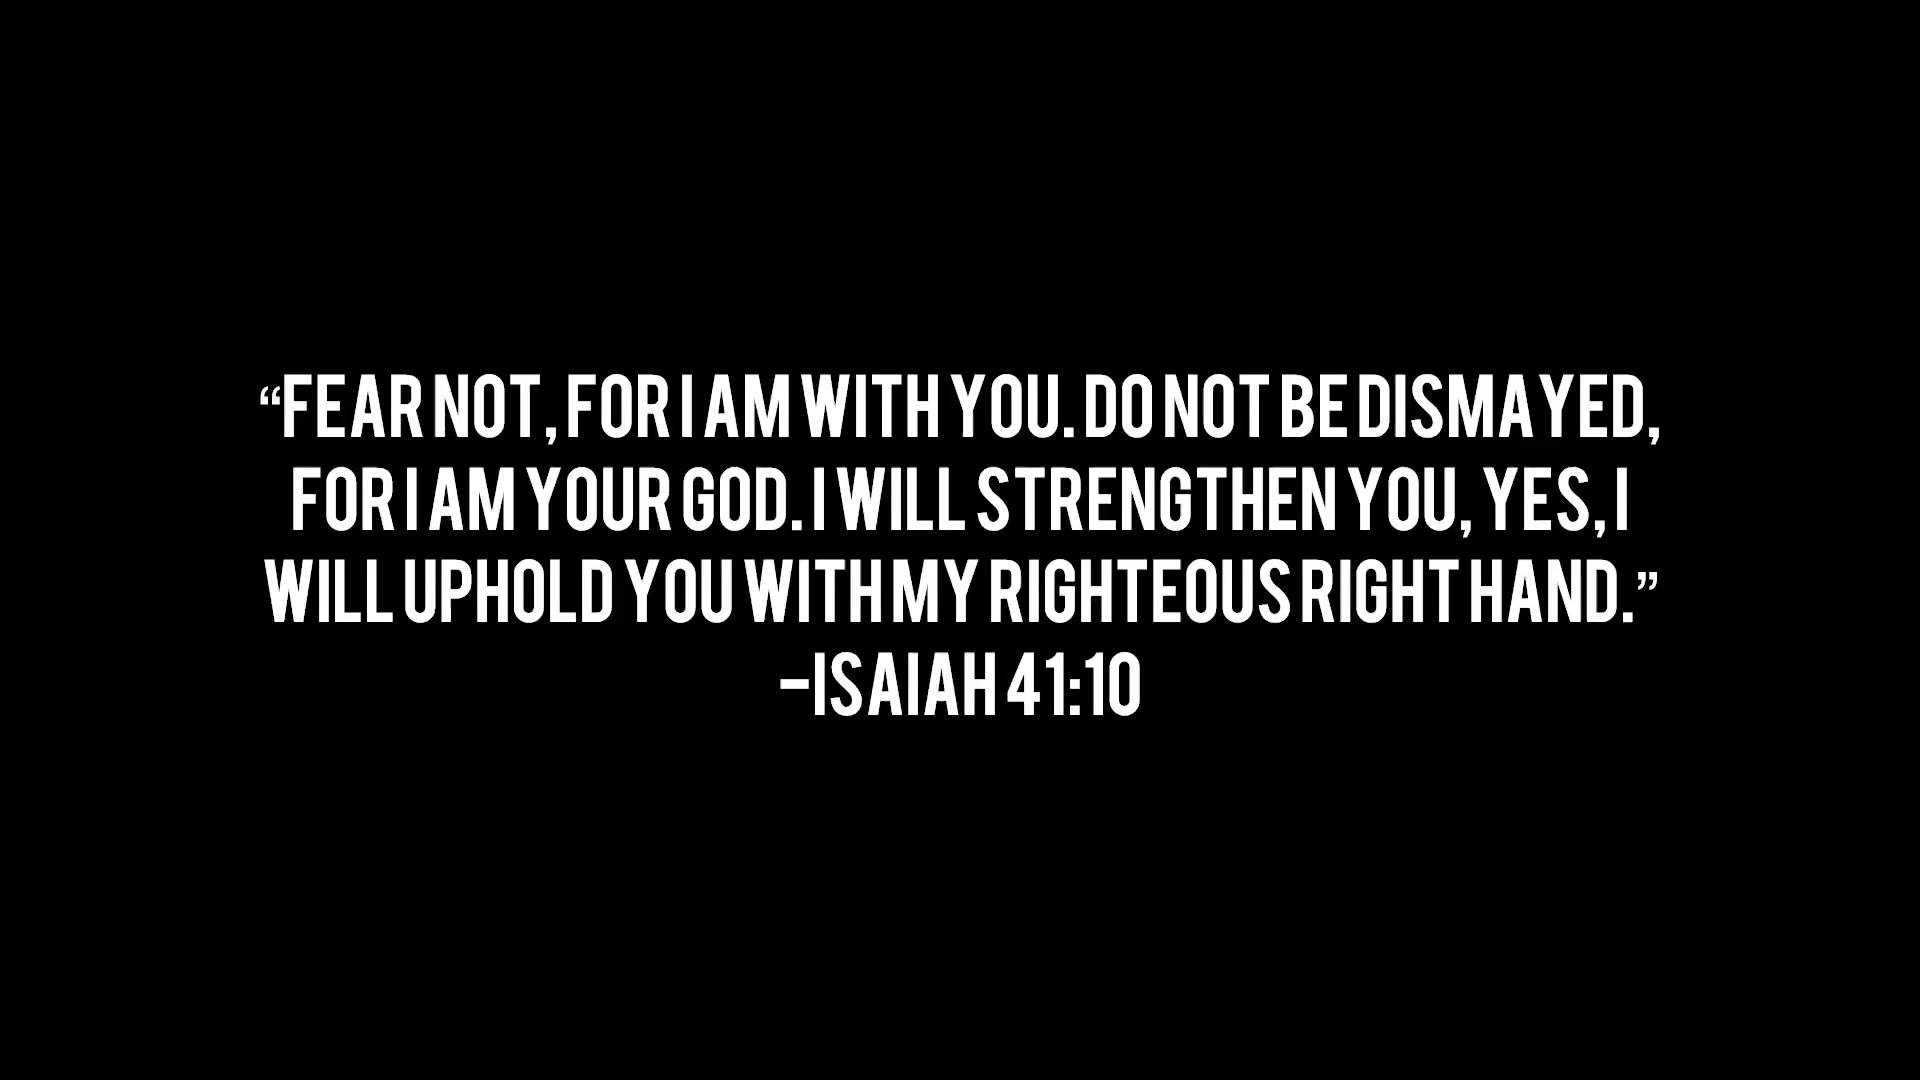 “FEAR NOT, FOR I AM WITH YOU. DO NOT BE DISMAYED,
FOR I AM YOUR GOD. I WILL STRENGTHEN YOU, YES, I
WILL UPHOLD YOU WITH MY RIGHTEOUS RIGHT HAND.”
-ISAIAH 41:10